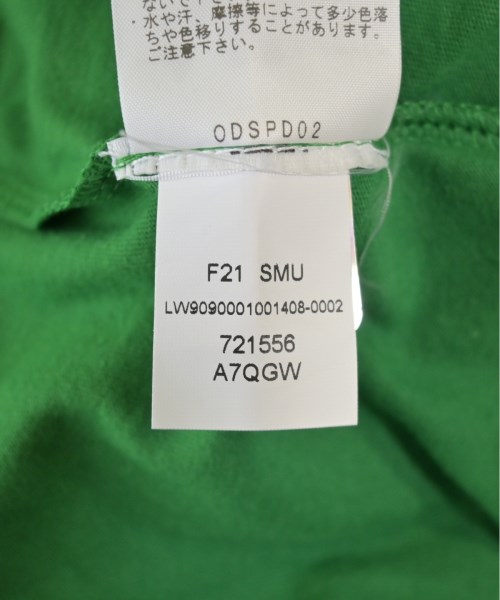 ・水や汗、摩擦等によって多少色落
ちや色移りすることがあります。
ご注意下さい。
ODSPD02
F21 SMU
LW9090001001408-0002
721556
A7QGW